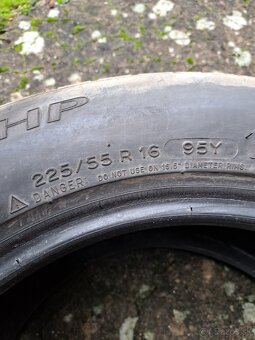 HP
225/55 R 16 95Y
DANGER: DO NOT USE ON 16.5" DIAMETER RIMS.